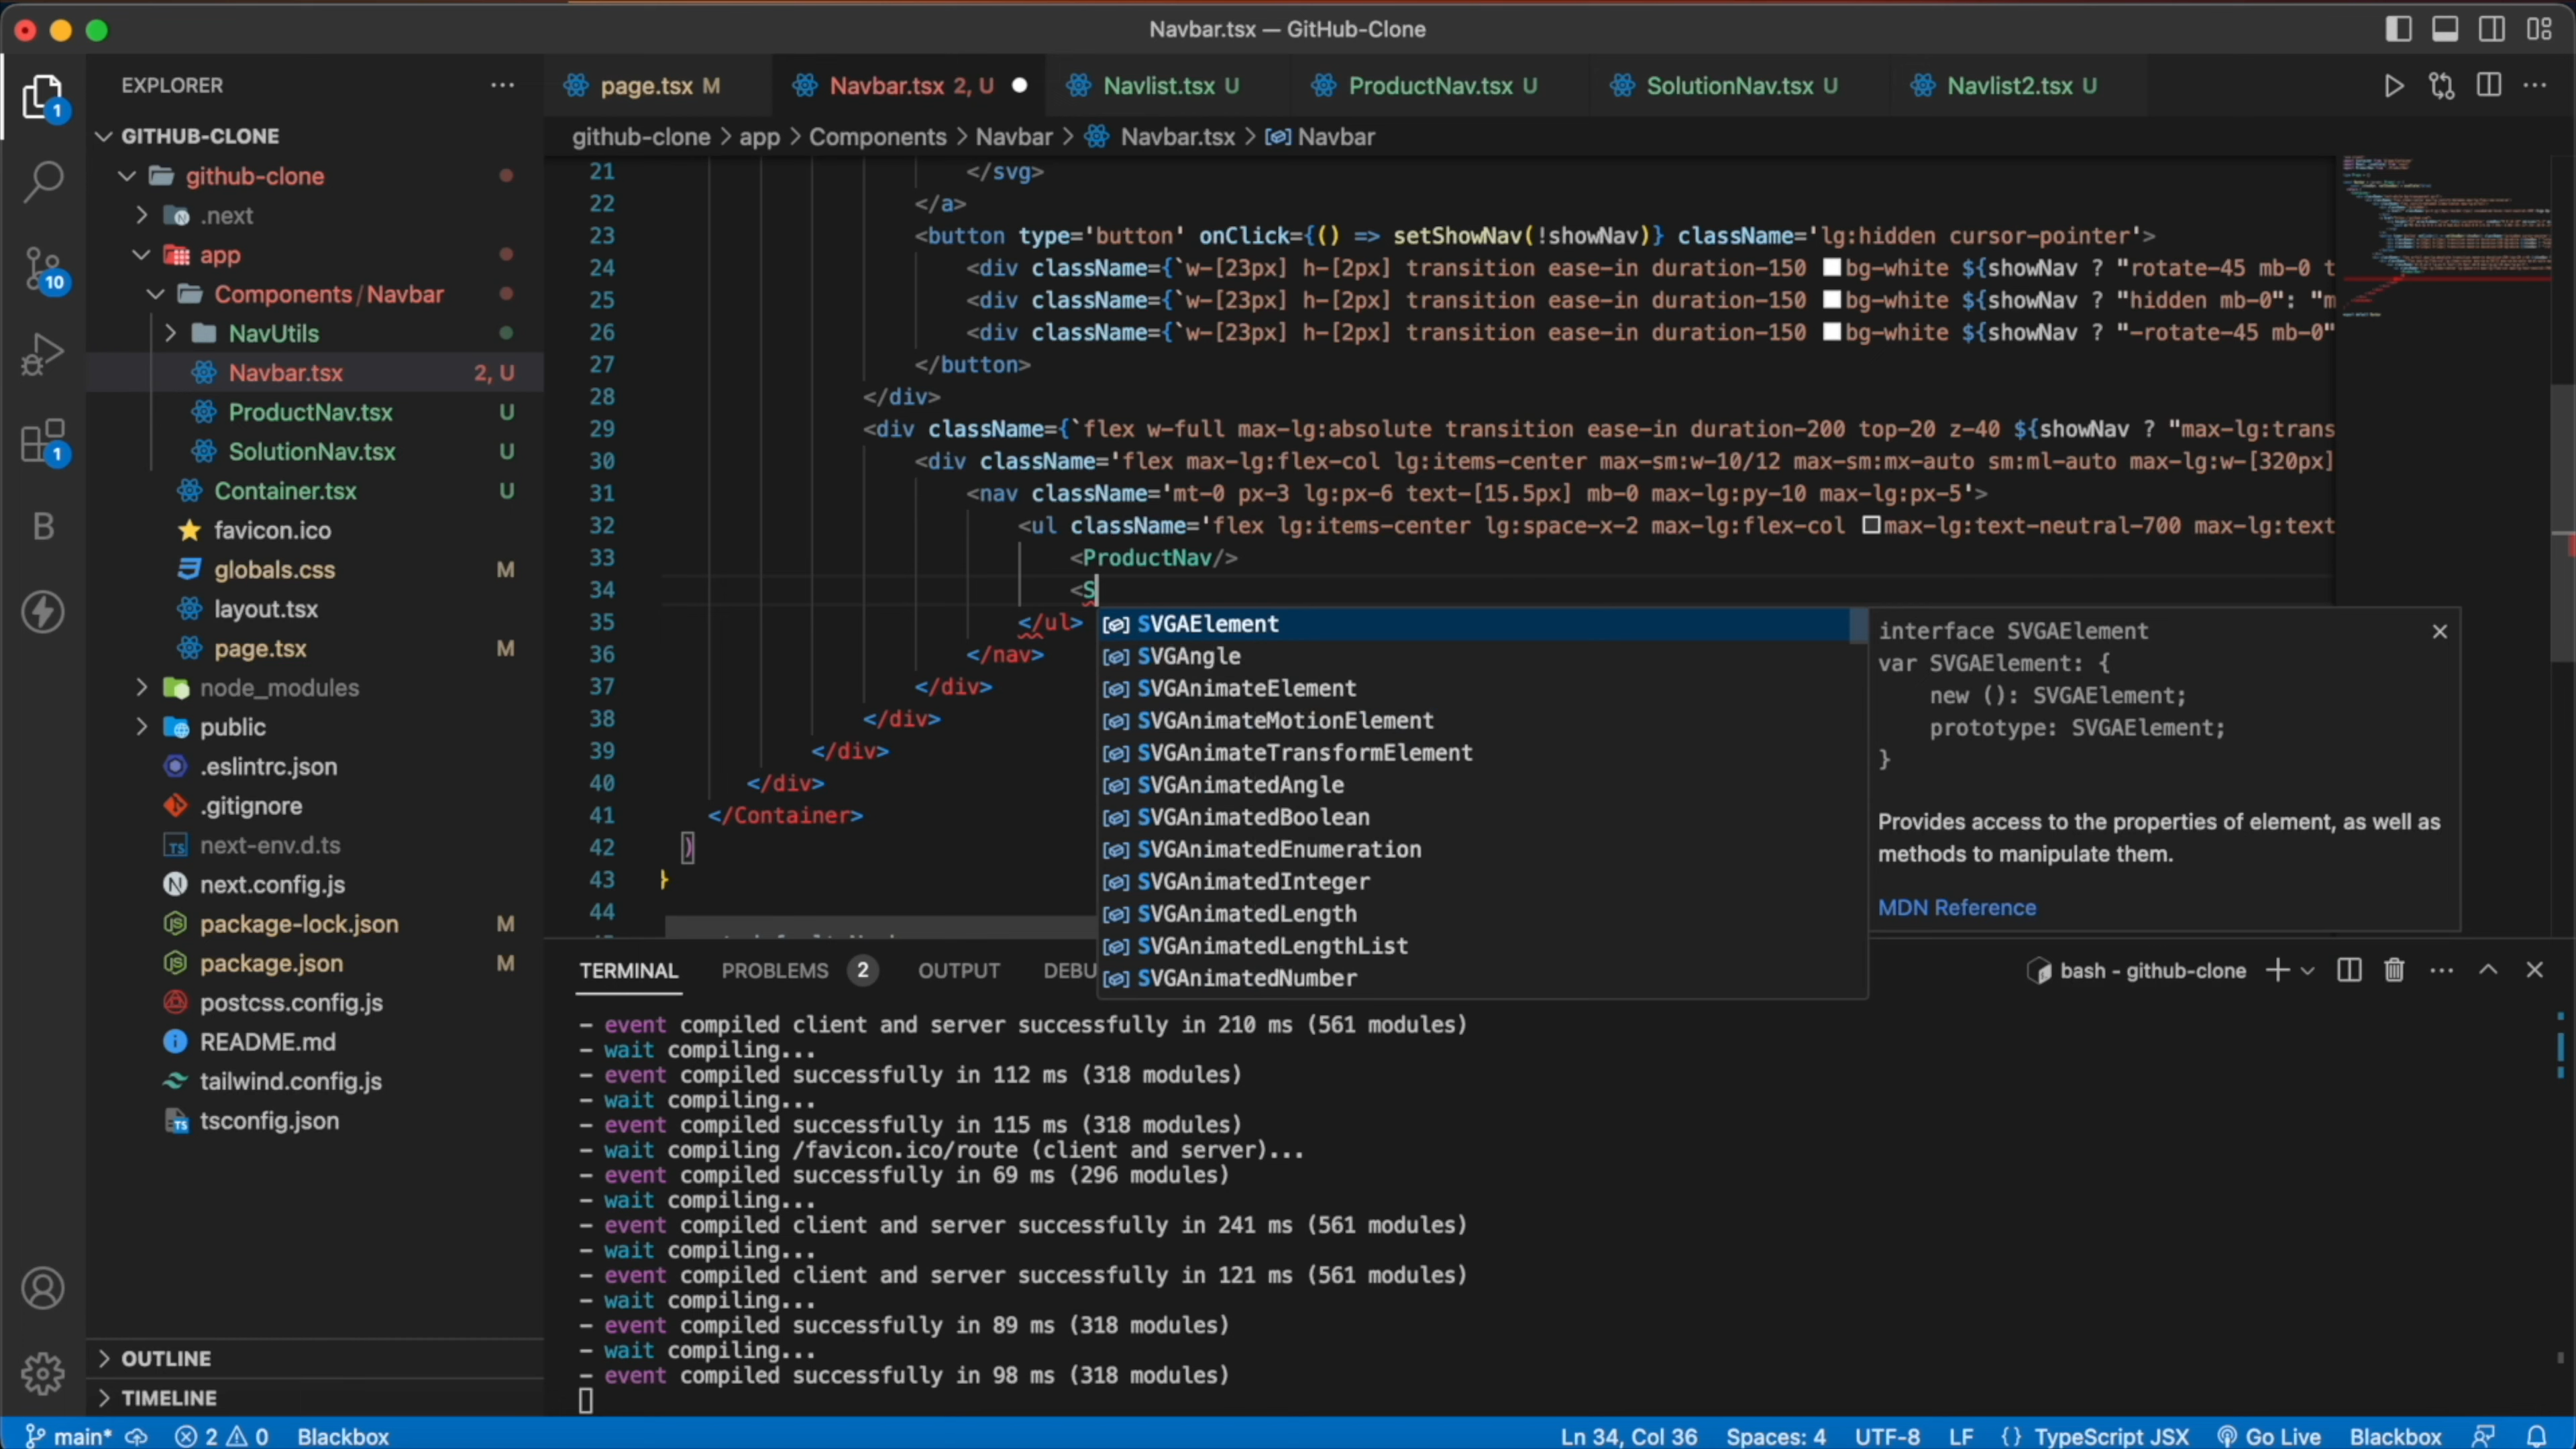 Navbar.tsx — GitHub-Clone
EXPLORER
GITHUB-CLONE
github-clone
.next
app
Components / Navbar
NavUtils
Navbar.tsx 2, U
ProductNav.tsx U
SolutionNav.tsx U
Container.tsx U
favicon.ico
globals.css M
layout.tsx
page.tsx M
node_modules
public
.eslintrc.json
.gitignore
next-env.d.ts
next.config.js
package-lock.json M
package.json M
postcss.config.js
README.md
tailwind.config.js
tsconfig.json
OUTLINE
TIMELINE
1
10
1
B
page.tsx M
Navbar.tsx 2, U
Navlist.tsx U
ProductNav.tsx U
SolutionNav.tsx U
Navlist2.tsx U
github-clone > app > Components > Navbar > Navbar.tsx > Navbar
21 </svg>
22 </a>
23 <button type='button' onClick={() => setShowNav(!showNav)} className='lg:hidden cursor-pointer'>
24 <div className={`w-[23px] h-[2px] transition ease-in duration-150 bg-white ${showNav ? "rotate-45 mb-0 t
25 <div className={`w-[23px] h-[2px] transition ease-in duration-150 bg-white ${showNav ? "hidden mb-0": "m
26 <div className={`w-[23px] h-[2px] transition ease-in duration-150 bg-white ${showNav ? "-rotate-45 mb-0"
27 </button>
28 </div>
29 <div className={`flex w-full max-lg:absolute transition ease-in duration-200 top-20 z-40 ${showNav ? "max-lg:trans
30 <div className='flex max-lg:flex-col lg:items-center max-sm:w-10/12 max-sm:mx-auto sm:ml-auto max-lg:w-[320px]
31 <nav className='mt-0 px-3 lg:px-6 text-[15.5px] mb-0 max-lg:py-10 max-lg:px-5'>
32 <ul className='flex lg:items-center lg:space-x-2 max-lg:flex-col max-lg:text-neutral-700 max-lg:text
33 <ProductNav/>
34 <S
35 </ul>
36 </nav>
37 </div>
38 </div>
39 </div>
40 </div>
41 </Container>
42 )
43 }
44
SVGAElement
SVGAngle
SVGAnimateElement
SVGAnimateMotionElement
SVGAnimateTransformElement
SVGAnimatedAngle
SVGAnimatedBoolean
SVGAnimatedEnumeration
SVGAnimatedInteger
SVGAnimatedLength
SVGAnimatedLengthList
SVGAnimatedNumber
interface SVGAElement
var SVGAElement: {
new (): SVGAElement;
prototype: SVGAElement;
}
Provides access to the properties of element, as well as
methods to manipulate them.
MDN Reference
TERMINAL PROBLEMS 2 OUTPUT DEBU
bash - github-clone
- event compiled client and server successfully in 210 ms (561 modules)
- wait compiling...
- event compiled successfully in 112 ms (318 modules)
- wait compiling...
- event compiled successfully in 115 ms (318 modules)
- wait compiling /favicon.ico/route (client and server)...
- event compiled successfully in 69 ms (296 modules)
- wait compiling...
- event compiled client and server successfully in 241 ms (561 modules)
- wait compiling...
- event compiled client and server successfully in 121 ms (561 modules)
- wait compiling...
- event compiled successfully in 89 ms (318 modules)
- wait compiling...
- event compiled successfully in 98 ms (318 modules)
main* 2 0 Blackbox
Ln 34, Col 36 Spaces: 4 UTF-8 LF {} TypeScript JSX Go Live Blackbox